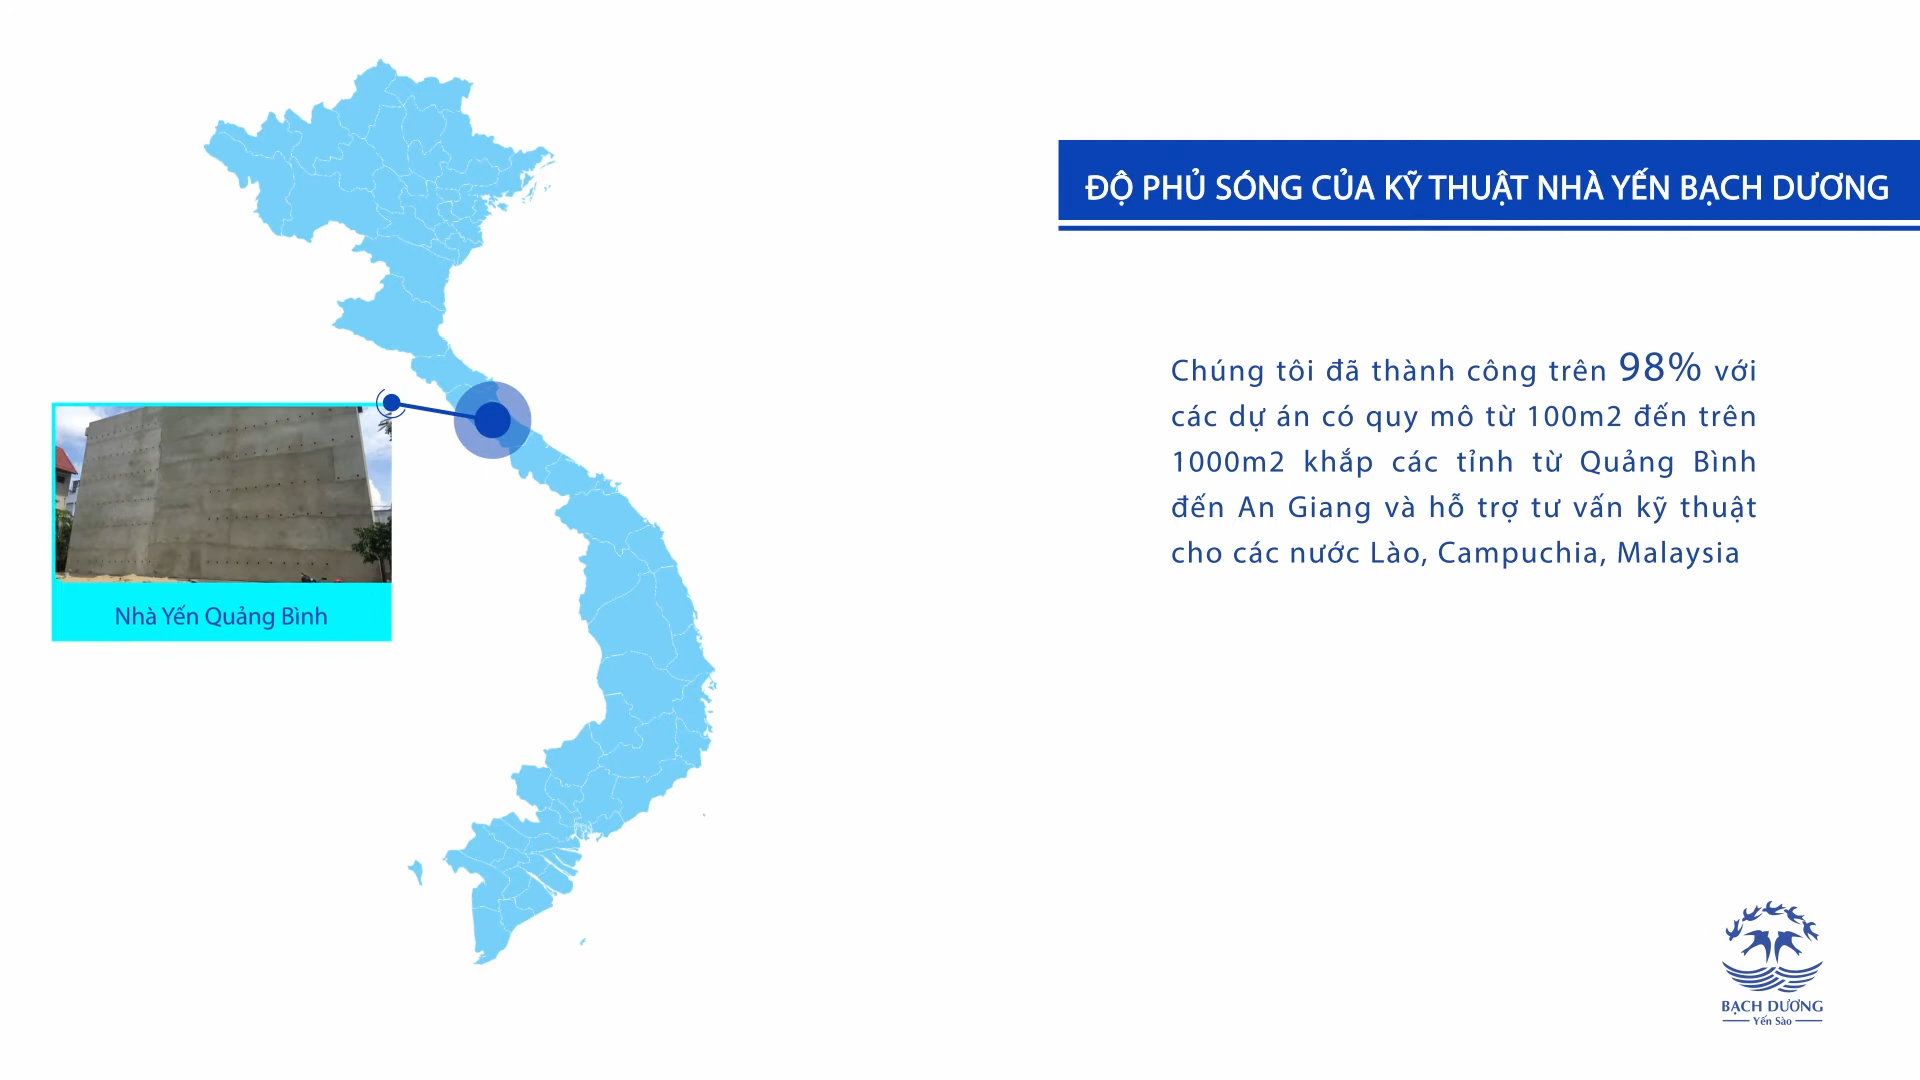 ĐỘ PHỦ SÓNG CỦA KỸ THUẬT NHÀ YẾN BẠCH DƯƠNG
Chúng tôi đã thành công trên 98% với
các dự án có quy mô từ 100m2 đến trên
1000m2 khắp các tỉnh từ Quảng Bình
đến An Giang và hỗ trợ tư vấn kỹ thuật
cho các nước Lào, Campuchia, Malaysia
Nhà Yến Quảng Bình
BẠCH DƯƠNG
Yến Sào